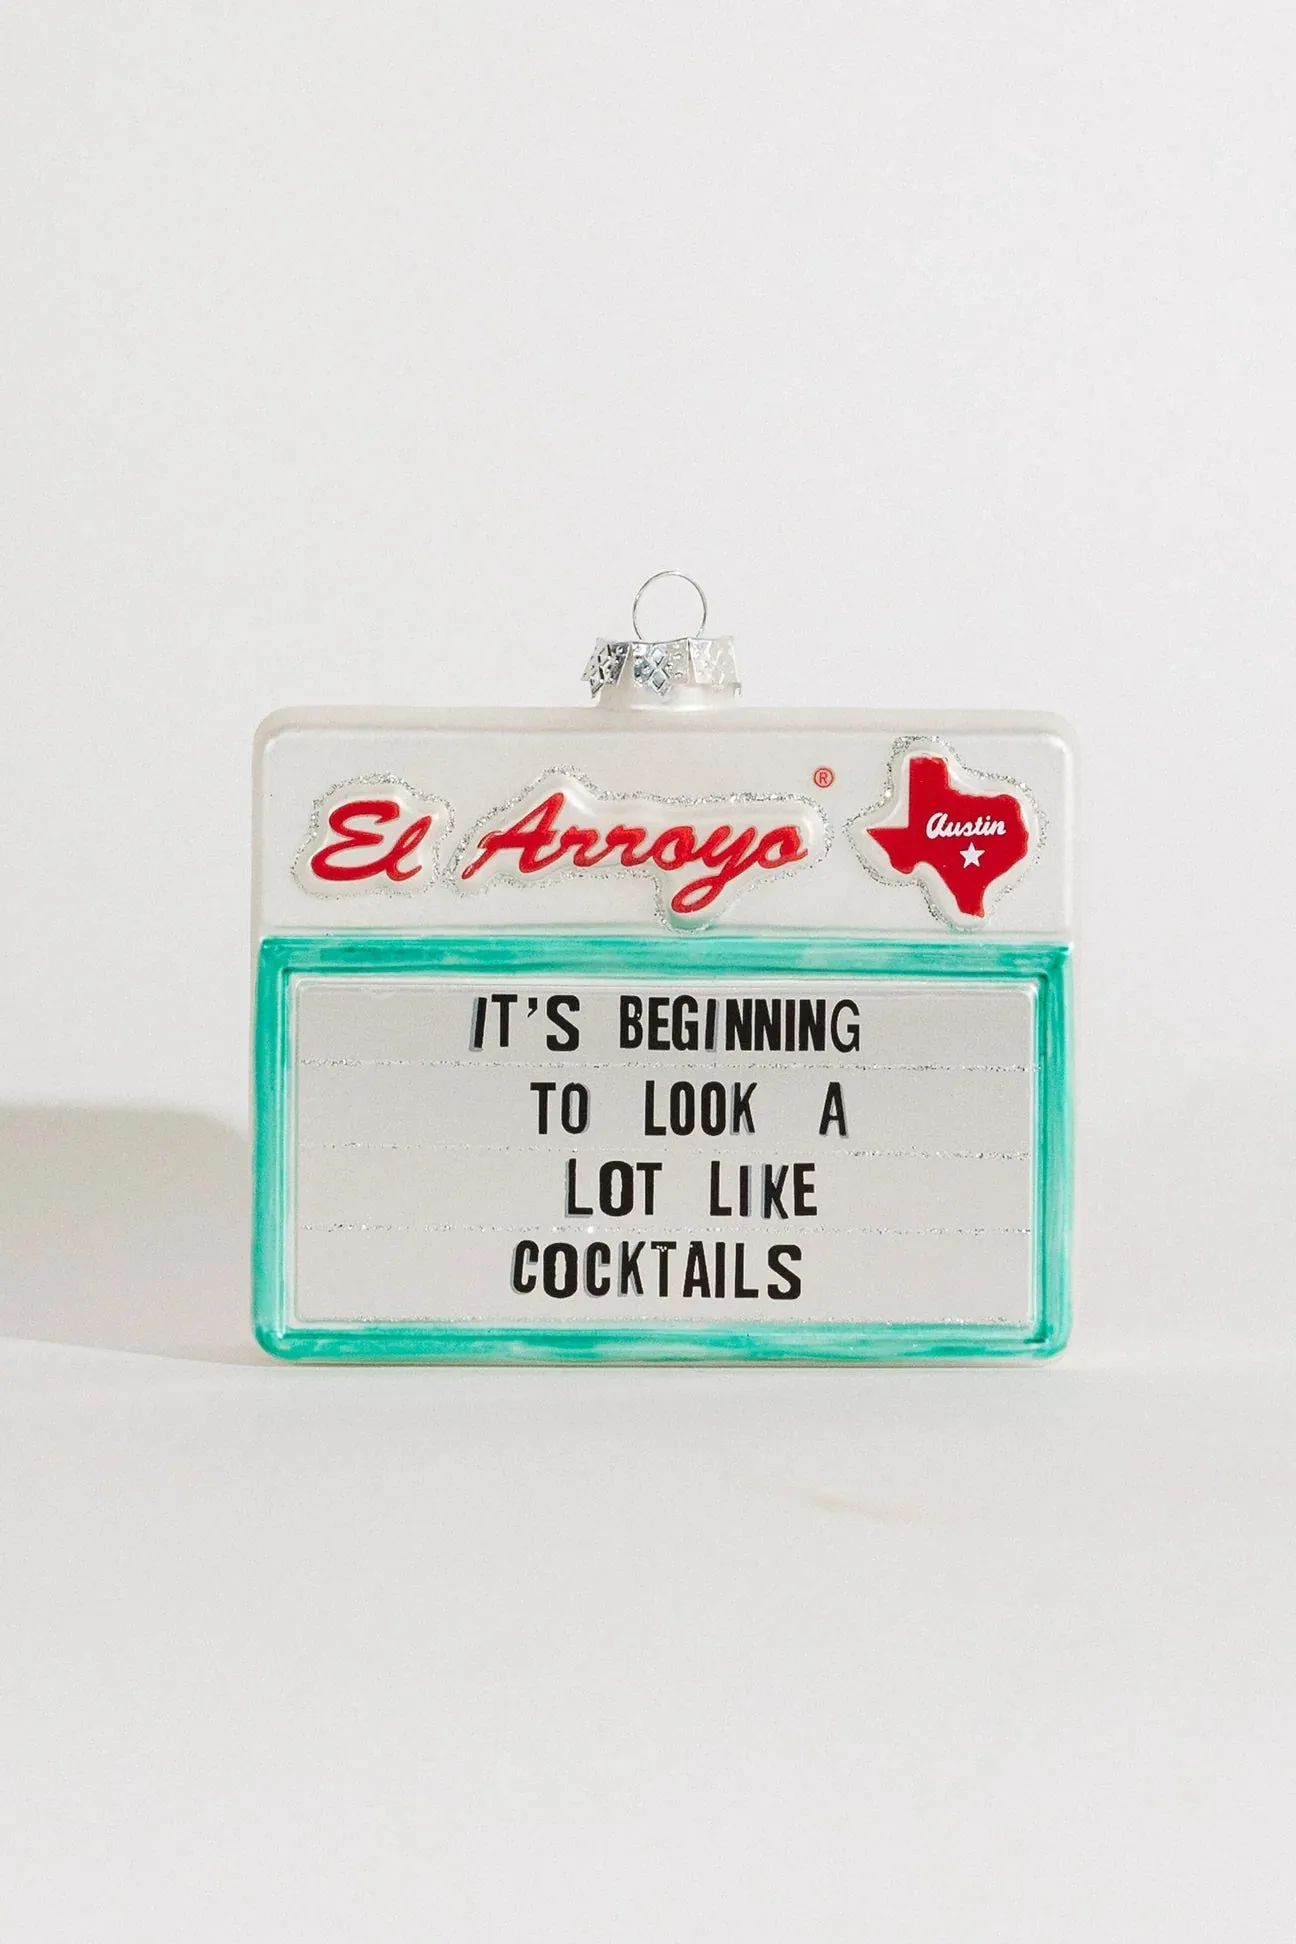 El Arroyo ®
Austin
IT'S BEGINNING
TO LOOK A
LOT LIKE
COCKTAILS